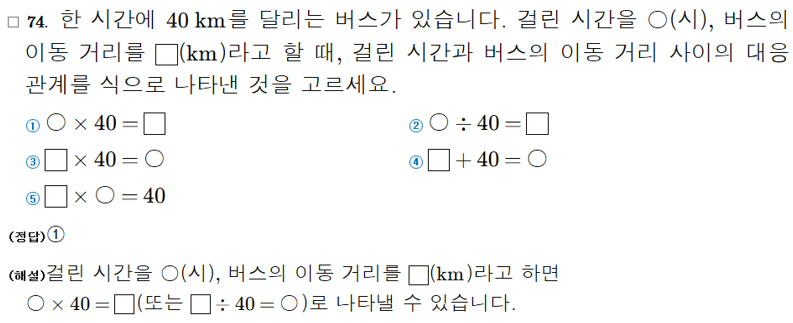 □ 74. 한 시간에 40 km를 달리는 버스가 있습니다. 걸린 시간을 ○(시), 버스의
이동 거리를 □(km)라고 할 때, 걸린 시간과 버스의 이동 거리 사이의 대응
관계를 식으로 나타낸 것을 고르세요.
① ○ × 40 = □ ② ○ ÷ 40 = □
③ □ × 40 = ○ ④ □ + 40 = ○
⑤ □ × ○ = 40
(정답)①
(해설)걸린 시간을 ○(시), 버스의 이동 거리를 □(km)라고 하면
○ × 40 = □(또는 □ ÷ 40 = ○)로 나타낼 수 있습니다.